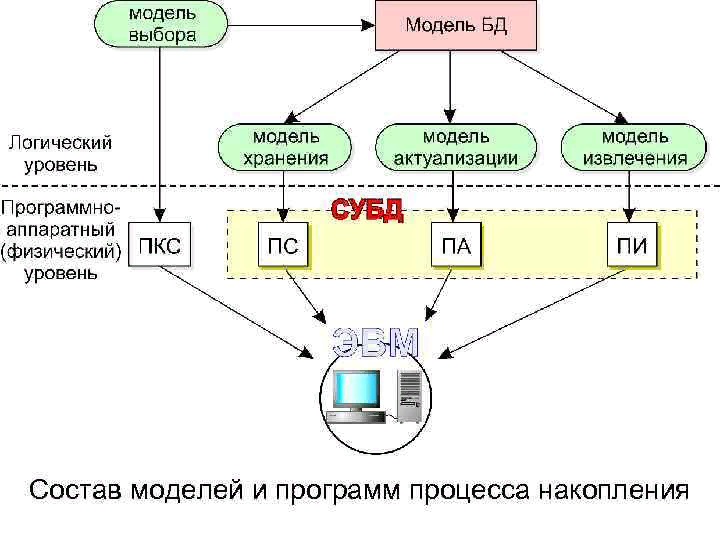 модель
выбора
Модель БД
Логический
уровень
модель
хранения
модель
актуализации
модель
извлечения
Программно-
аппаратный
(физический)
уровень
СУБД
ПКС
ПС
ПА
ПИ
ЭВМ
Состав моделей и программ процесса накопления